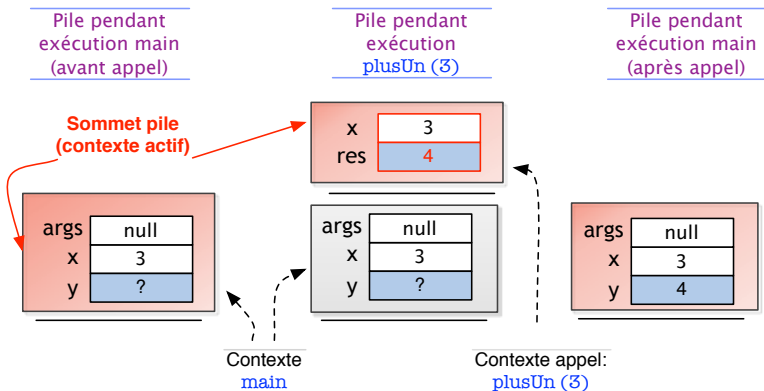 Pile pendant
exécution main
(avant appel)
Pile pendant
exécution
plusUn (3)
Pile pendant
exécution main
(après appel)
Sommet pile
(contexte actif)
x 3
res 4
args null
x 3
y ?
args null
x 3
y ?
args null
x 3
y 4
Contexte
main
Contexte appel:
plusUn (3)